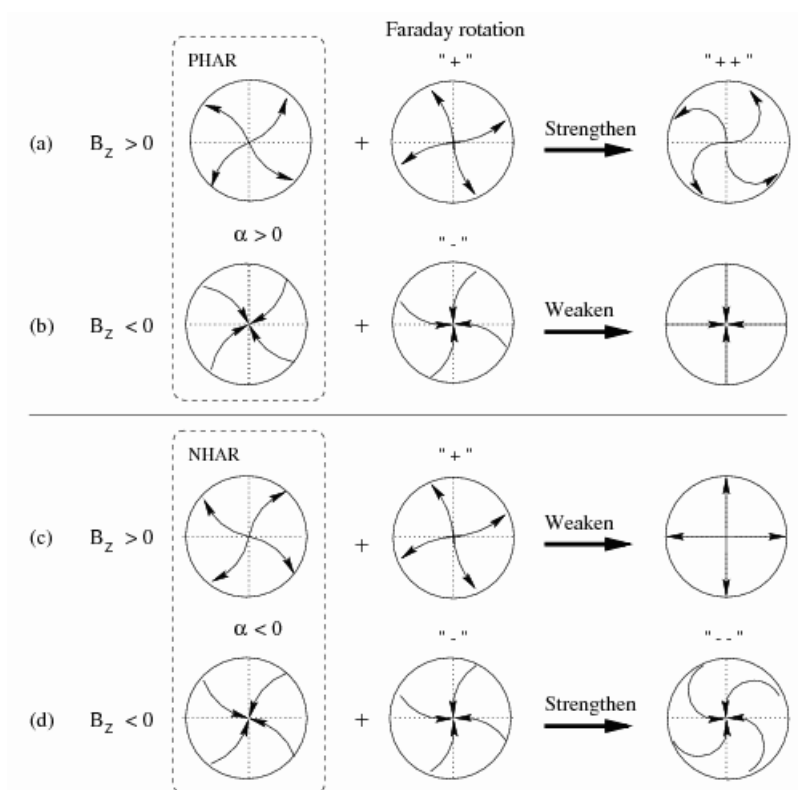 Faraday rotation
PHAR " + " " + + "
(a) B_z > 0 + Strengthen
α > 0 " - "
(b) B_z < 0 + Weaken
NHAR " + "
(c) B_z > 0 + Weaken
α < 0 " - " " - - "
(d) B_z < 0 + Strengthen